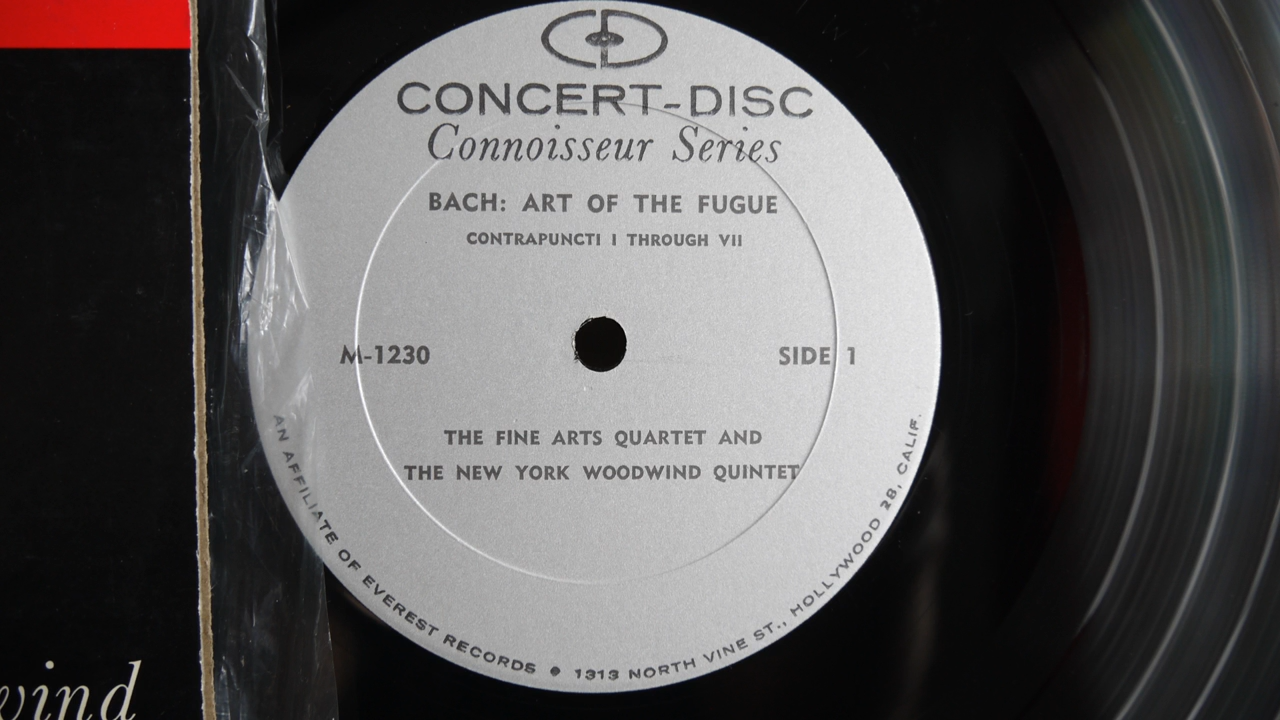 CD
CONCERT-DISC
Connoisseur Series
BACH: ART OF THE FUGUE
CONTRAPUNCTI I THROUGH VII
M-1230
SIDE 1
THE FINE ARTS QUARTET AND
THE NEW YORK WOODWIND QUINTET
AN AFFILIATE OF EVEREST RECORDS • 1313 NORTH VINE ST., HOLLYWOOD 28, CALIF.
wind